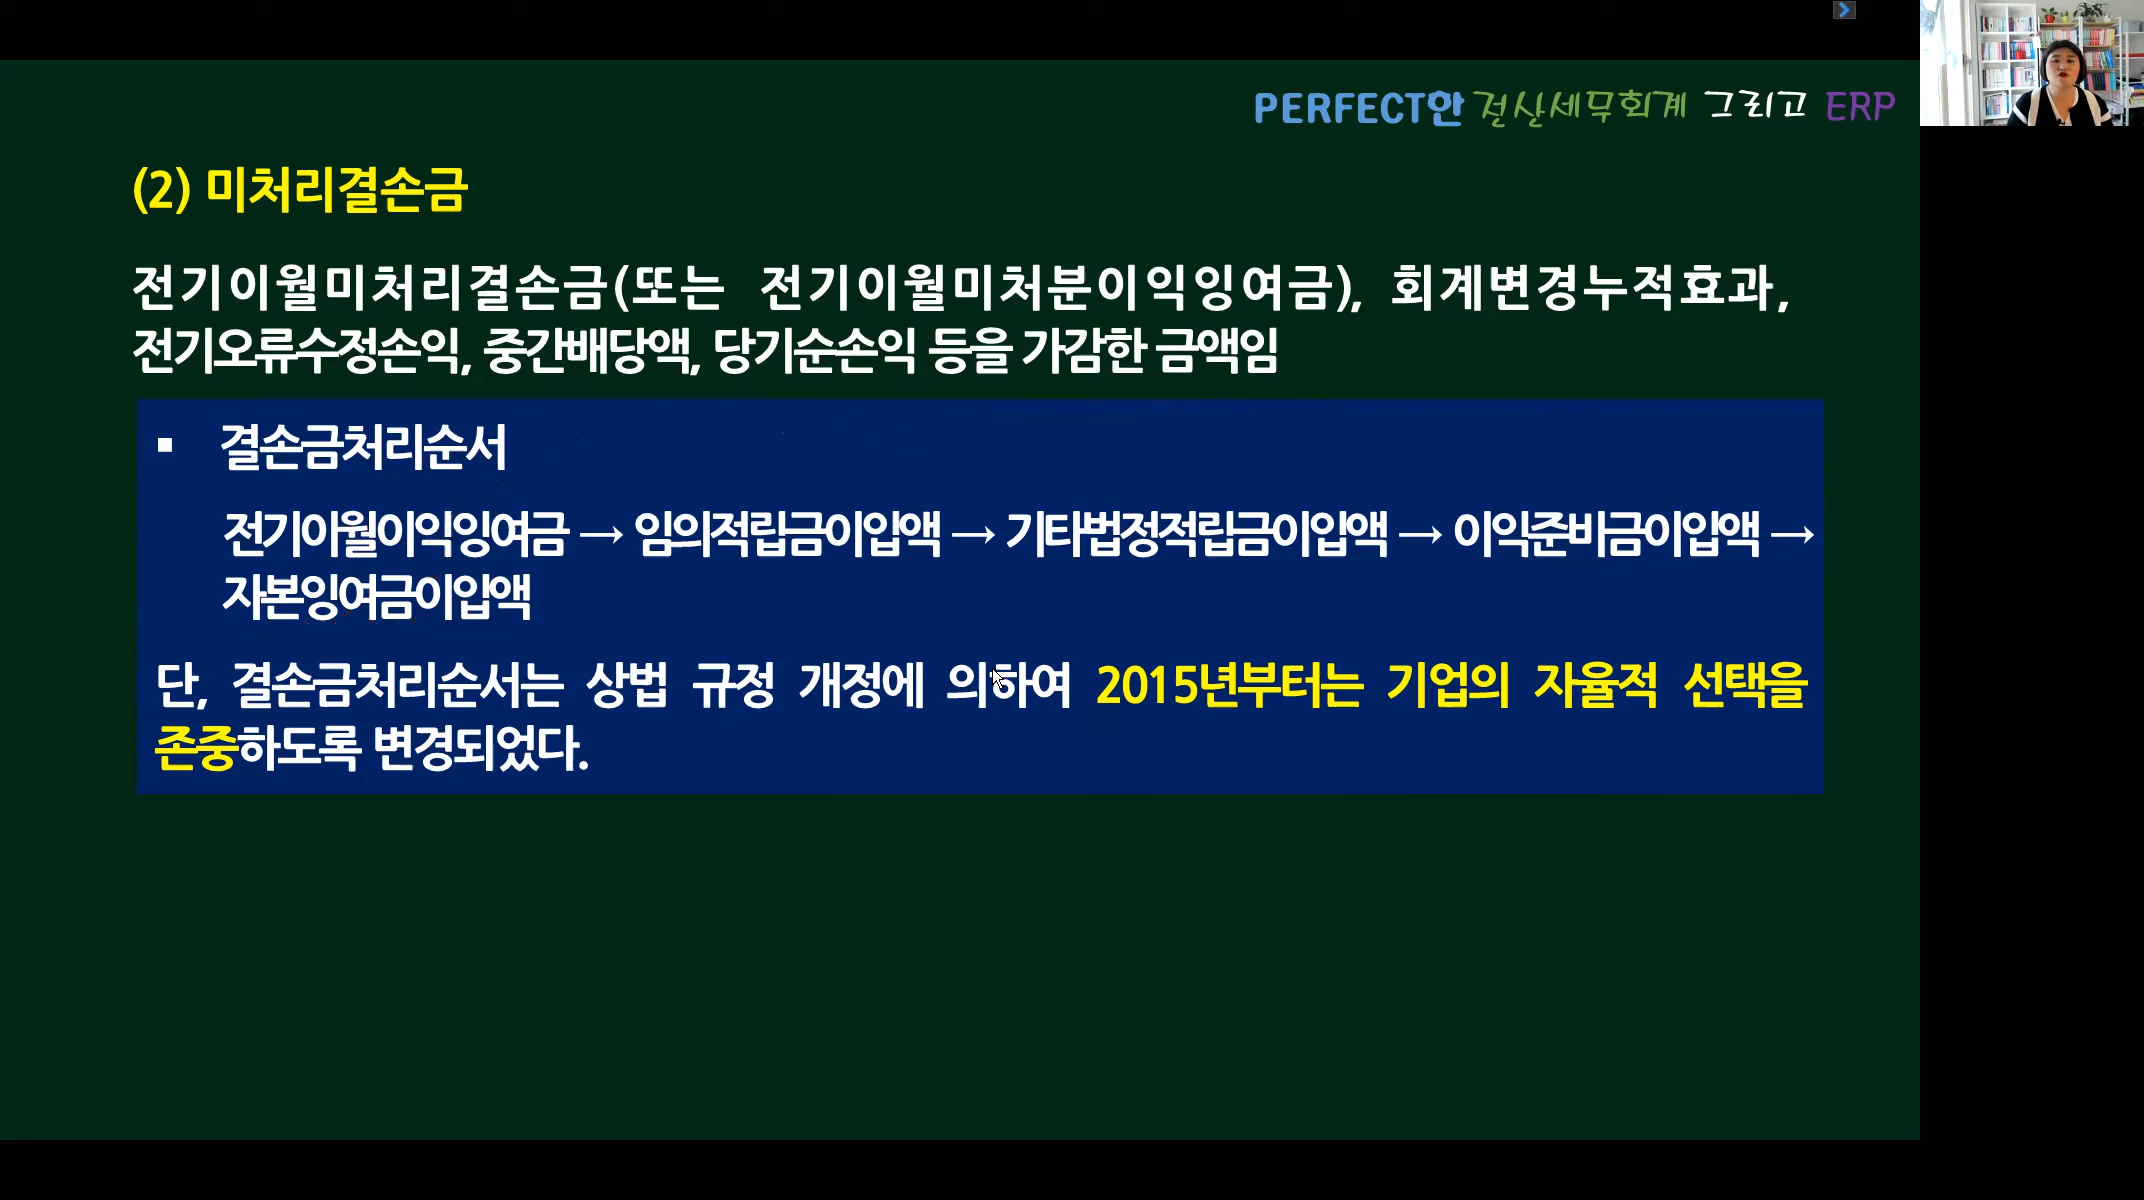 PERFECT한 전산세무회계 그리고 ERP
(2) 미처리결손금
전기이월미처리결손금(또는 전기이월미처분이익잉여금), 회계변경누적효과,
전기오류수정손익, 중간배당액, 당기순손익 등을 가감한 금액임
▪ 결손금처리순서
전기이월이익잉여금 → 임의적립금이입액 → 기타법정적립금이입액 → 이익준비금이입액 →
자본잉여금이입액
단, 결손금처리순서는 상법 규정 개정에 의하여 2015년부터는 기업의 자율적 선택을
존중하도록 변경되었다.